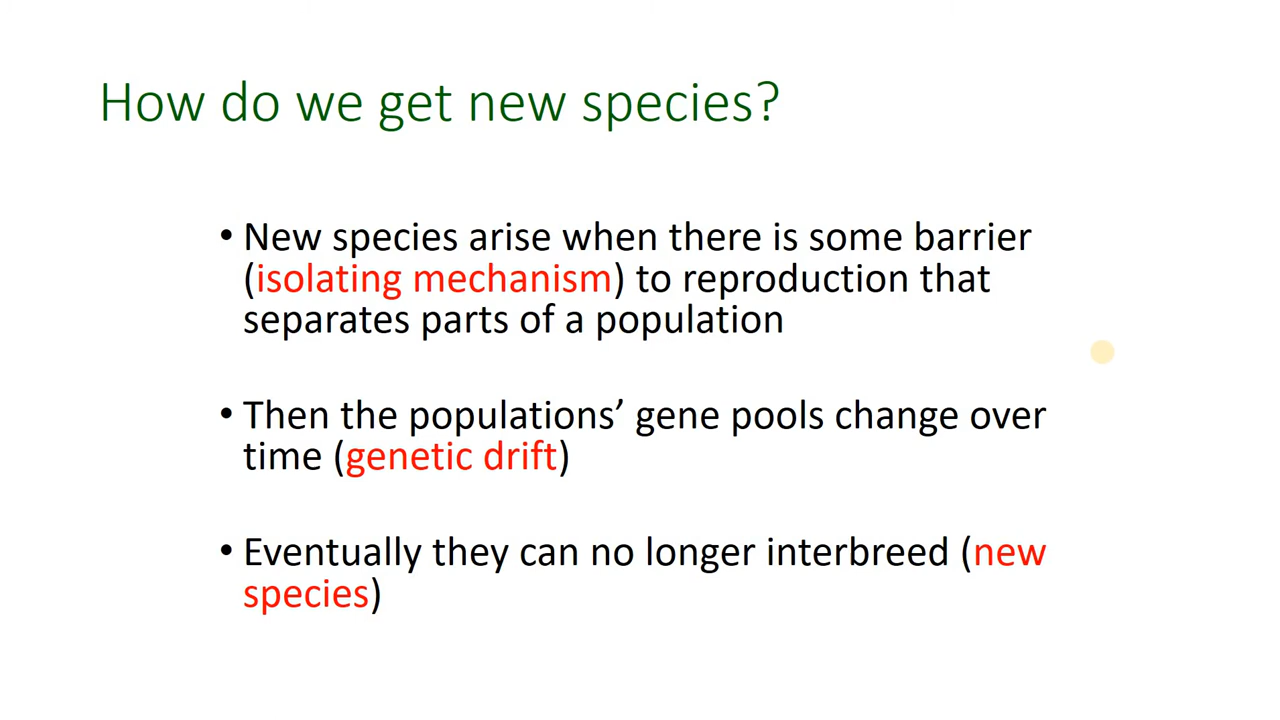 How do we get new species?
• New species arise when there is some barrier
(isolating mechanism) to reproduction that
separates parts of a population
• Then the populations’ gene pools change over
time (genetic drift)
• Eventually they can no longer interbreed (new
species)